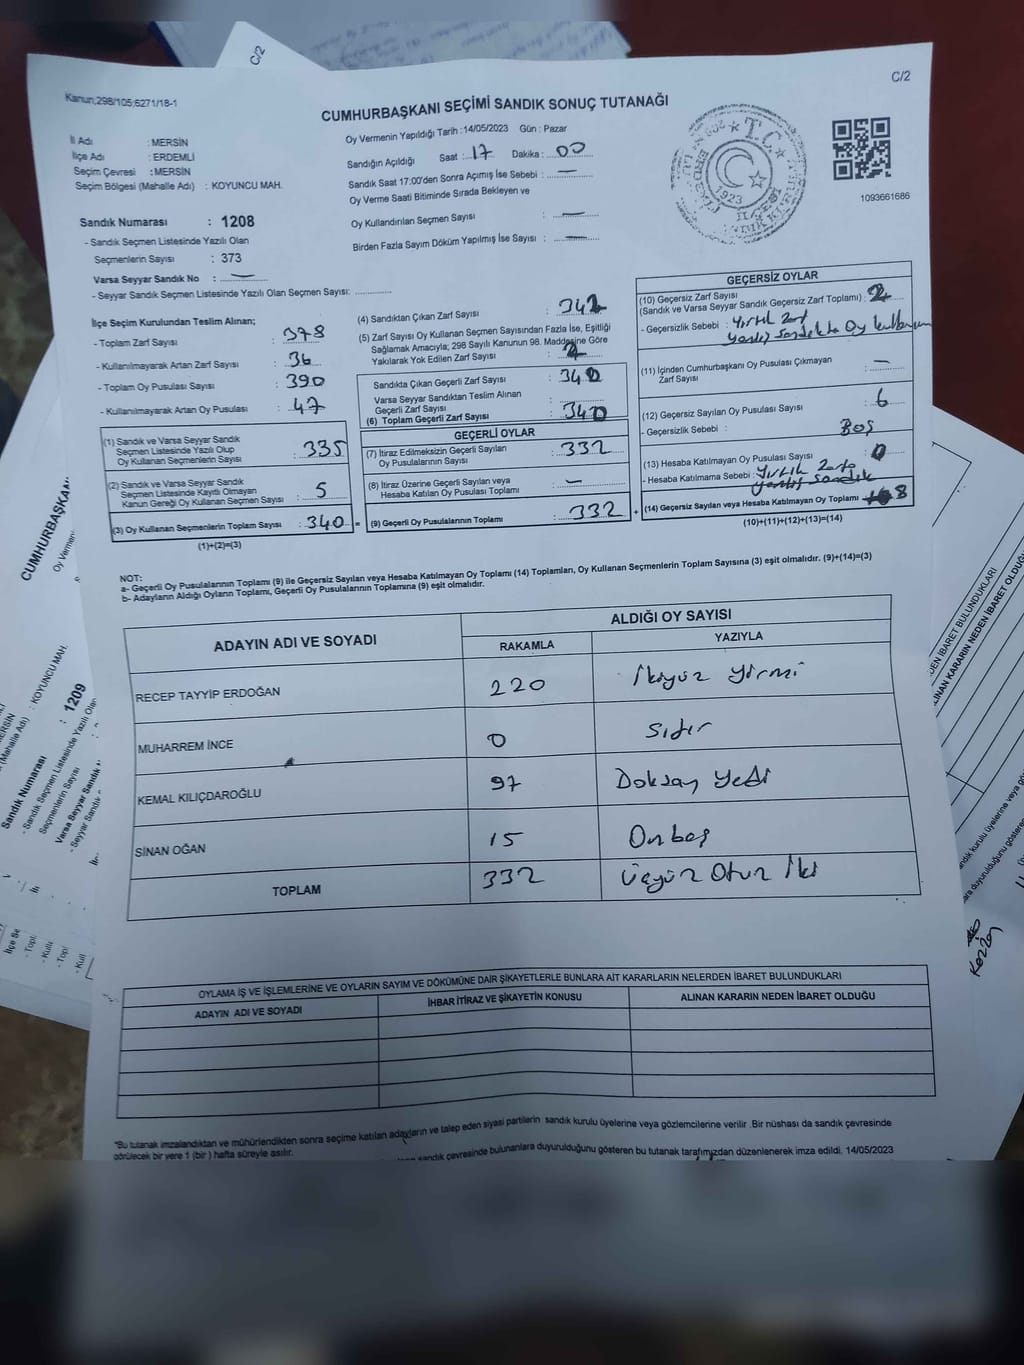 C/2
C/2
Kanun;298/105;6271/18-1
CUMHURBAŞKANI SEÇİMİ SANDIK SONUÇ TUTANAĞI
İl Adı : MERSİN
İlçe Adı : ERDEMLİ
Seçim Çevresi : MERSİN
Seçim Bölgesi (Mahalle Adı) : KOYUNCU MAH.
Sandık Numarası : 1208
- Sandık Seçmen Listesinde Yazılı Olan
Seçmenlerin Sayısı : 373
Varsa Seyyar Sandık No : —
- Seyyar Sandık Seçmen Listesinde Yazılı Olan Seçmen Sayısı:
Oy Vermenin Yapıldığı Tarih : 14/05/2023 Gün : Pazar
Sandığın Açıldığı Saat : 17 Dakika : 00
Sandık Saat 17:00'den Sonra Açımış İse Sebebi : —
Oy Verme Saati Bitiminde Sırada Bekleyen ve
Oy Kullandırılan Seçmen Sayısı : —
Birden Fazla Sayım Döküm Yapılmış İse Sayısı : —
T.C.
1923
1093661686
İlçe Seçim Kurulundan Teslim Alınan;
- Toplam Zarf Sayısı : 378
- Kullanılmayarak Artan Zarf Sayısı : 36
- Toplam Oy Pusulası Sayısı : 390
- Kullanılmayarak Artan Oy Pusulası : 47
(1) Sandık ve Varsa Seyyar Sandık
Seçmen Listesinde Yazılı Olup
Oy Kullanan Seçmenlerin Sayısı : 335
(2) Sandık ve Varsa Seyyar Sandık
Seçmen Listesinde Kayıtlı Olmayan
Kanun Gereği Oy Kullanan Seçmen Sayısı : 5
(3) Oy Kullanan Seçmenlerin Toplam Sayısı : 340 =
(1)+(2)=(3)
(4) Sandıktan Çıkan Zarf Sayısı : 342
(5) Zarf Sayısı Oy Kullanan Seçmen Sayısından Fazla İse, Eşitliği
Sağlamak Amacıyla; 298 Sayılı Kanunun 98. Maddesine Göre
Yakılarak Yok Edilen Zarf Sayısı : 2
Sandıkta Çıkan Geçerli Zarf Sayısı : 340
Varsa Seyyar Sandıktan Teslim Alınan
Geçerli Zarf Sayısı :
(6) Toplam Geçerli Zarf Sayısı : 340
GEÇERLİ OYLAR
(7) İtiraz Edilmeksizin Geçerli Sayılan
Oy Pusulalarının Sayısı : 332
(8) İtiraz Üzerine Geçerli Sayılan veya
Hesaba Katılan Oy Pusulası Toplamı : —
(9) Geçerli Oy Pusulalarının Toplamı : 332 +
GEÇERSİZ OYLAR
(10) Geçersiz Zarf Sayısı
(Sandık ve Varsa Seyyar Sandık Geçersiz Zarf Toplamı) : 2
- Geçersizlik Sebebi : Yırtık Zarf
yanlış Sandıkta Oy kullanım
(11) İçinden Cumhurbaşkanı Oy Pusulası Çıkmayan
Zarf Sayısı : —
(12) Geçersiz Sayılan Oy Pusulası Sayısı : 6
- Geçersizlik Sebebi : Boş
(13) Hesaba Katılmayan Oy Pusulası Sayısı : 0
- Hesaba Katılmama Sebebi : Yırtık Zarf
yanlış Sandık
(14) Geçersiz Sayılan veya Hesaba Katılmayan Oy Toplamı 8
(10)+(11)+(12)+(13)=(14)
NOT:
a- Geçerli Oy Pusulalarının Toplamı (9) ile Geçersiz Sayılan veya Hesaba Katılmayan Oy Toplamı (14) Toplamları, Oy Kullanan Seçmenlerin Toplam Sayısına (3) eşit olmalıdır. (9)+(14)=(3)
b- Adayların Aldığı Oyların Toplamı, Geçerli Oy Pusulalarının Toplamına (9) eşit olmalıdır.
ADAYIN ADI VE SOYADI
ALDIĞI OY SAYISI
RAKAMLA YAZIYLA
RECEP TAYYİP ERDOĞAN 220 İkiyüz yirmi
MUHARREM İNCE 0 Sıfır
KEMAL KILIÇDAROĞLU 97 Doksan yedi
SİNAN OĞAN 15 Onbeş
TOPLAM 332 Üçyüz Otuz İki
OYLAMA İŞ VE İŞLEMLERİNE VE OYLARIN SAYIM VE DÖKÜMÜNE DAİR ŞİKAYETLERLE BUNLARA AİT KARARLARIN NELERDEN İBARET BULUNDUKLARI
ADAYIN ADI VE SOYADI İHBAR İTİRAZ VE ŞİKAYETİN KONUSU ALINAN KARARIN NEDEN İBARET OLDUĞU
*Bu tutanak imzalandıktan ve mühürlendikten sonra seçime katılan adayların ve talep eden siyasi partilerin sandık kurulu üyelerine veya gözlemcilerine verilir .Bir nüshası da sandık çevresinde
görülecek bir yere 1 (bir ) hafta süreyle asılır.
sandık çevresinde bulunanlara duyurulduğunu gösteren bu tutanak tarafımızdan düzenlenerek imza edildi. 14/05/2023
CUMHURBAŞKAN
Oy Vermen
: KOYUNCU MAH.
(Mahalle Adı)
Sandık Numarası : 1209
- Sandık Seçmen Listesinde Yazılı Olan
Seçmenlerin Sayısı
Varsa Seyyar Sandık
- Seyyar Sandık
İlçe Se
- Topl
- Kulla
- Topl
- Kull
DEN İBARET BULUNDUKLARI
ALINAN KARARIN NEDEN İBARET OLDUĞU